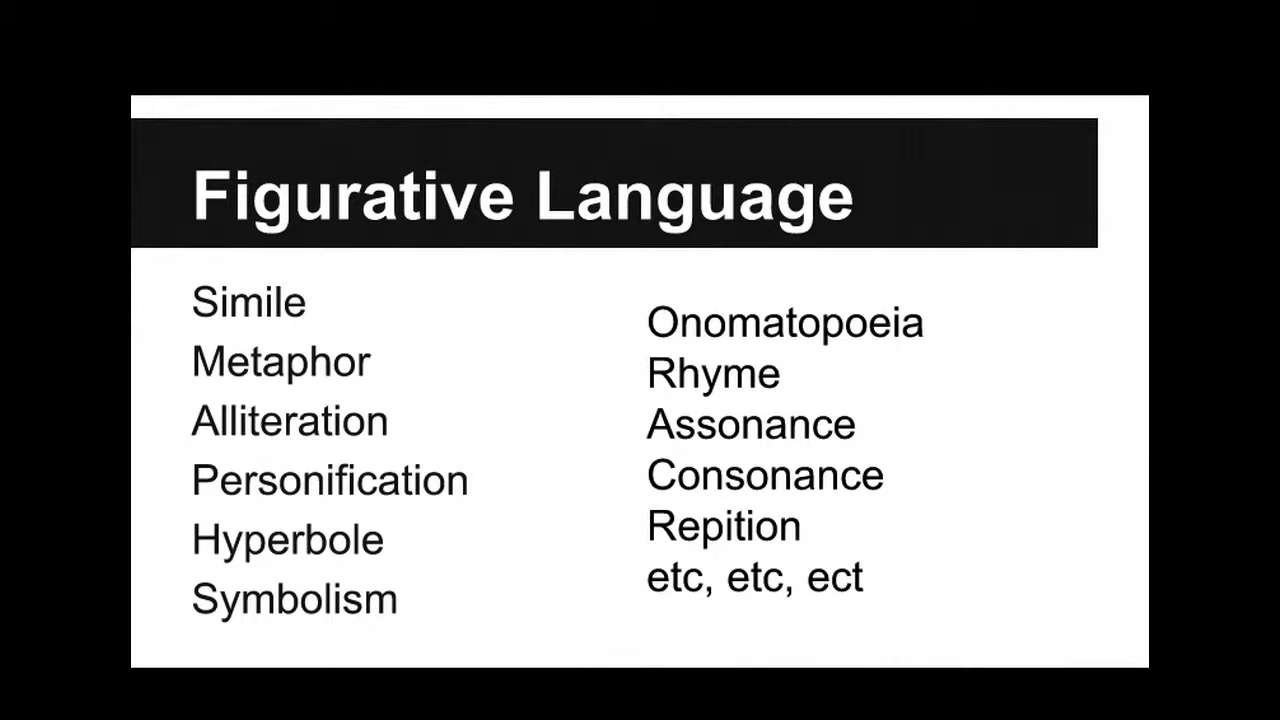 Figurative Language
Simile
Metaphor
Alliteration
Personification
Hyperbole
Symbolism
Onomatopoeia
Rhyme
Assonance
Consonance
Repition
etc, etc, ect